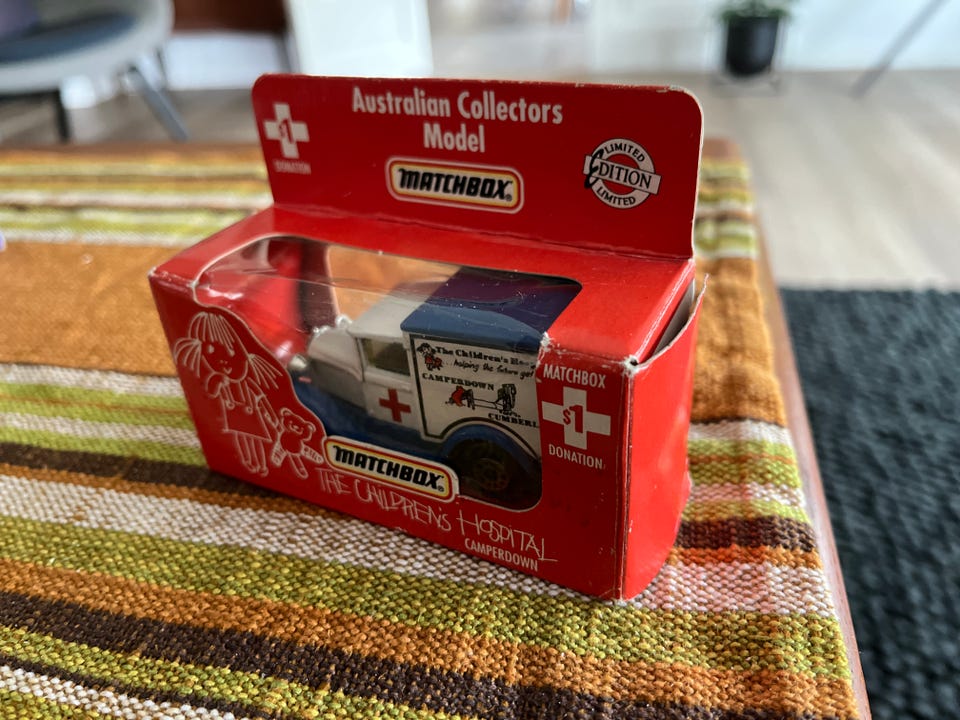 Australian Collectors
Model
$1
DONATION
MATCHBOX®
LIMITED
EDITION
LIMITED
The Children's
...helping the future get
CAMPERDOWN
CUMBERL
MATCHBOX
$1
DONATION
MATCHBOX®
THE CHILDREN'S HOSPITAL
CAMPERDOWN